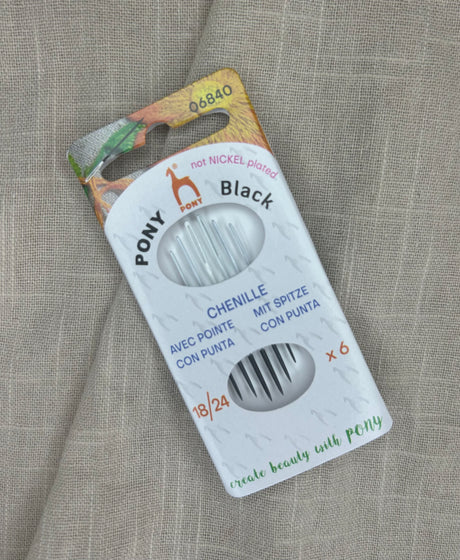 06840
not NICKEL plated.
PONY
PONY Black
CHENILLE
AVEC POINTE
CON PUNTA
MIT SPITZE
CON PUNTA
18/24
x 6
create beauty with PONY